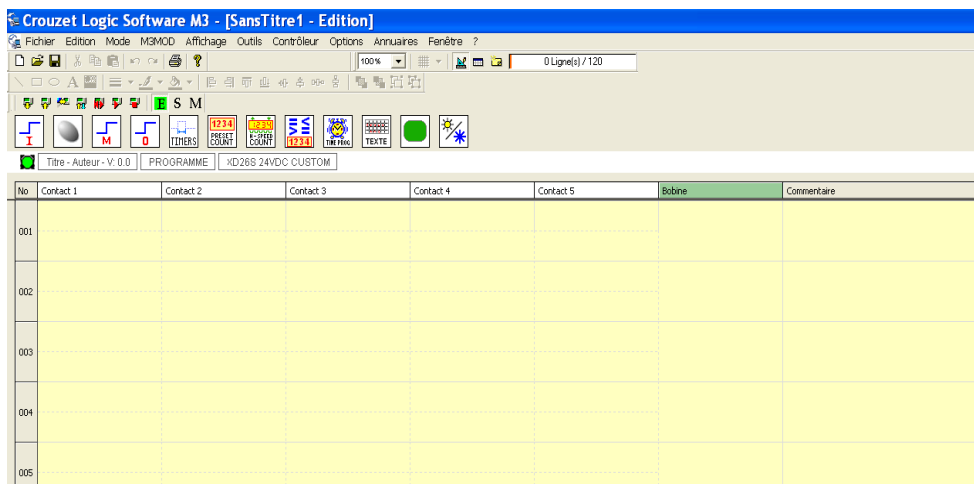 Crouzet Logic Software M3 - [SansTitre1 - Edition]
Fichier Edition Mode M3MOD Affichage Outils Contrôleur Options Annuaires Fenêtre ?
100% 0 Ligne(s) / 120
A
E S M
I M O TIMERS 1234 PRESET COUNT 1234 H-SPEED COUNT 1234 TIME PROG TEXTE
Titre - Auteur - V: 0.0 PROGRAMME XD26S 24VDC CUSTOM
No Contact 1 Contact 2 Contact 3 Contact 4 Contact 5 Bobine Commentaire
001
002
003
004
005